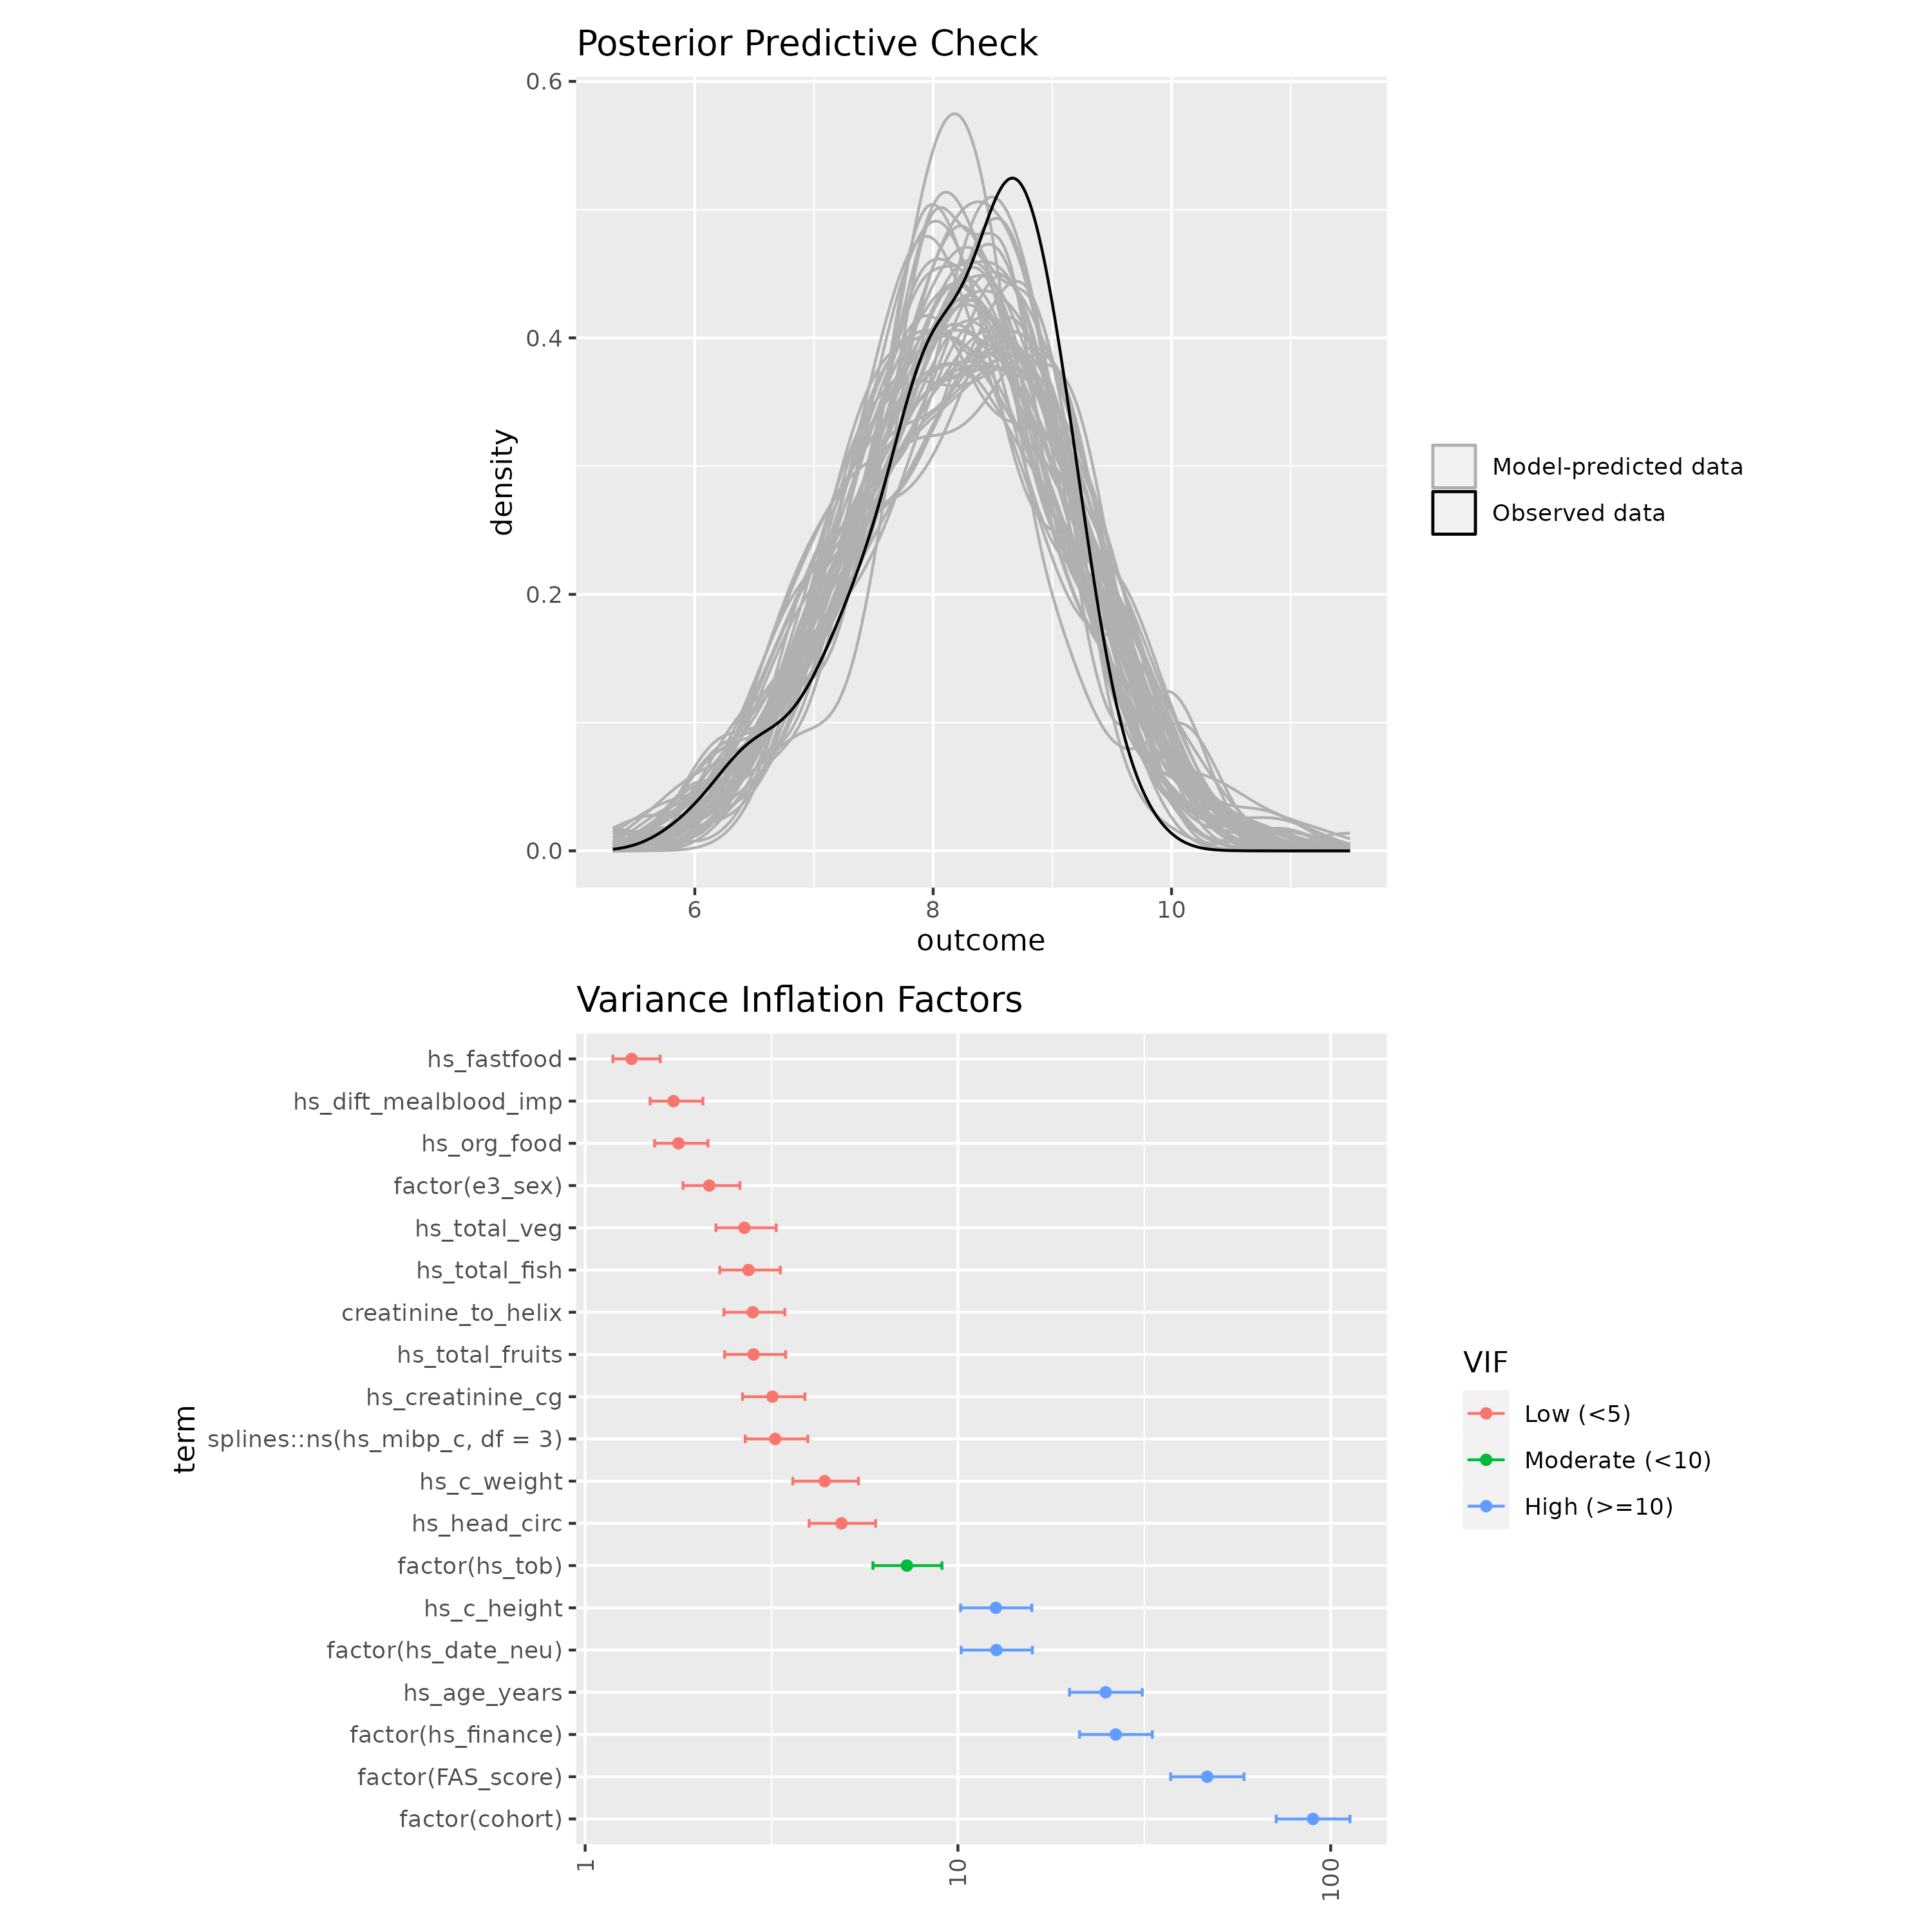 Posterior Predictive Check
0.6
0.4
0.2
0.0
density
6 8 10
outcome
Model-predicted data
Observed data
Variance Inflation Factors
term
hs_fastfood
hs_dift_mealblood_imp
hs_org_food
factor(e3_sex)
hs_total_veg
hs_total_fish
creatinine_to_helix
hs_total_fruits
hs_creatinine_cg
splines::ns(hs_mibp_c, df = 3)
hs_c_weight
hs_head_circ
factor(hs_tob)
hs_c_height
factor(hs_date_neu)
hs_age_years
factor(hs_finance)
factor(FAS_score)
factor(cohort)
1 10 100
VIF
Low (<5)
Moderate (<10)
High (>=10)